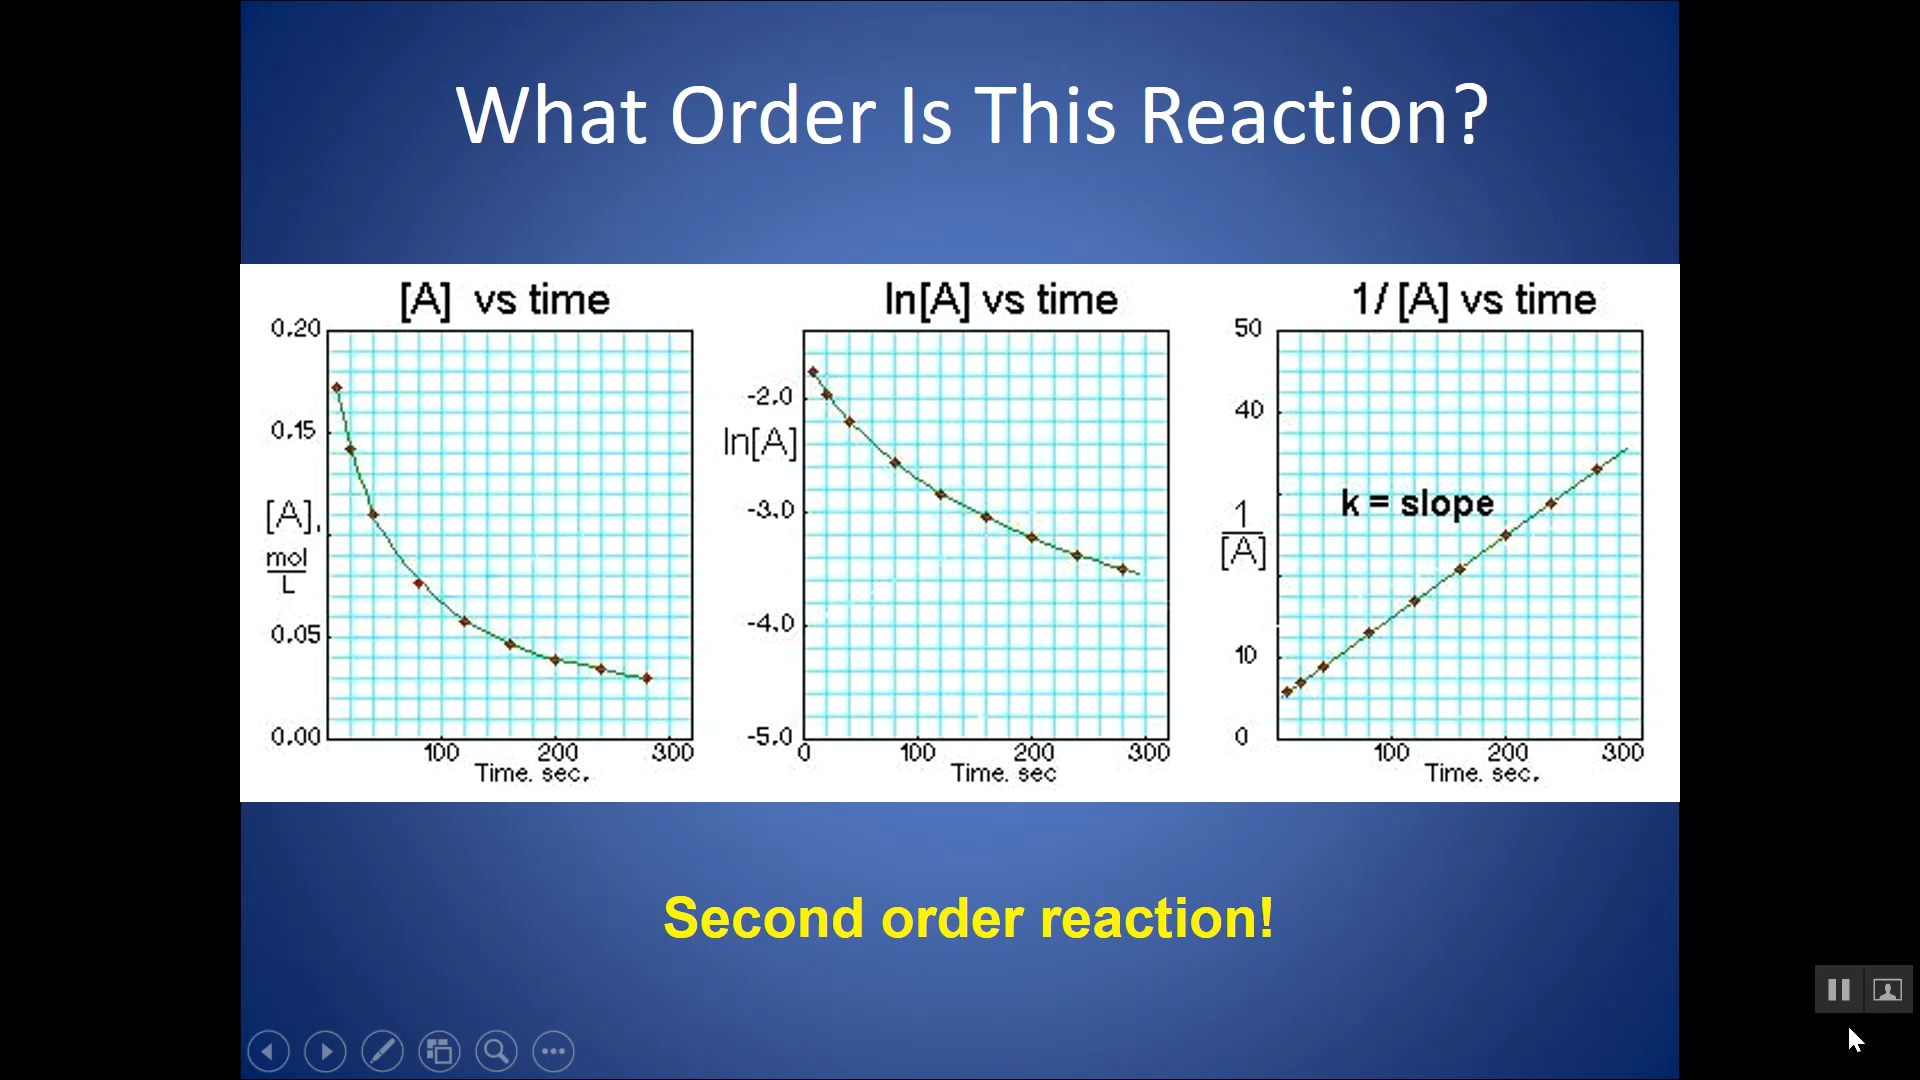 What Order Is This Reaction?
[A] vs time
0.20
0.15
[A],
mol
L
0.05
0.00
100 200 300
Time. sec.
ln[A] vs time
-2.0
ln[A]
-3.0
-4.0
-5.0
0 100 200 300
Time. sec
1/ [A] vs time
50
40
k = slope
1
[A]
10
0
100 200 300
Time. sec.
Second order reaction!